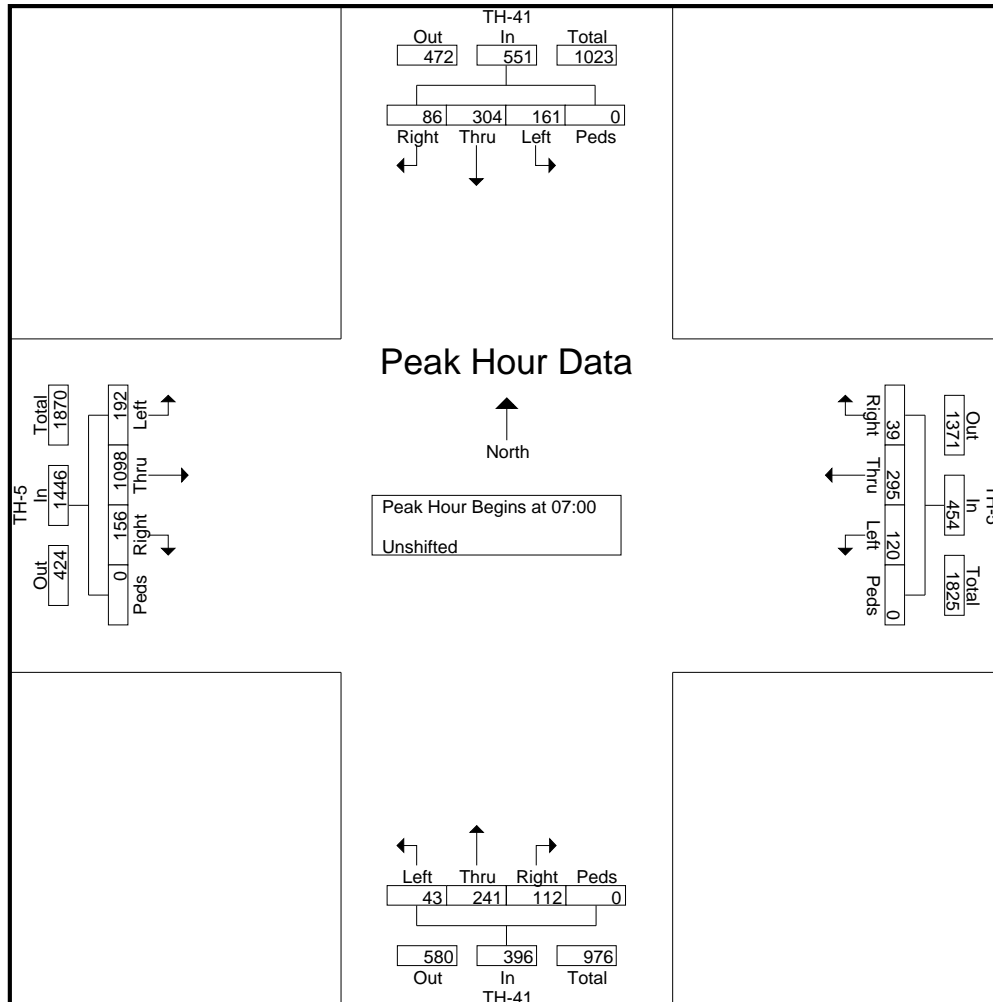 TH-41
Out In Total
472 551 1023
86 304 161 0
Right Thru Left Peds
Peak Hour Data
North
Peak Hour Begins at 07:00
Unshifted
TH-5
Total In Out
1870 1446 424
192 1098 156 0
Left Thru Right Peds
TH-5
Out In Total
1371 454 1825
39 295 120 0
Right Thru Left Peds
Left Thru Right Peds
43 241 112 0
580 396 976
Out In Total
TH-41